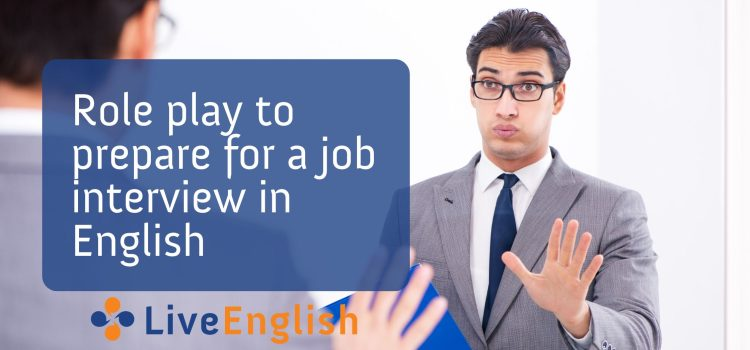 Role play to
prepare for a job
interview in
English
LiveEnglish